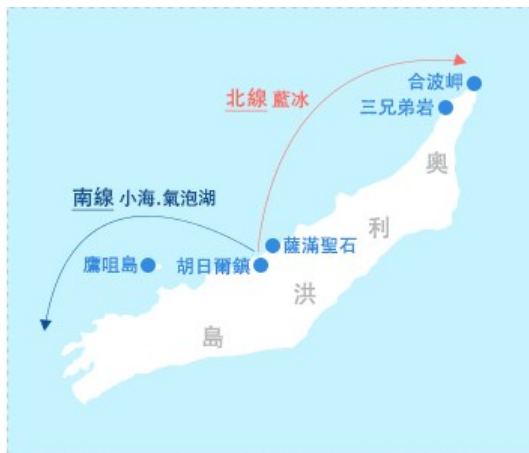 合波岬
北線 藍冰
三兄弟岩
奧
利
南線 小海.氣泡湖
薩滿聖石
鷹咀島
胡日爾鎮
洪
島